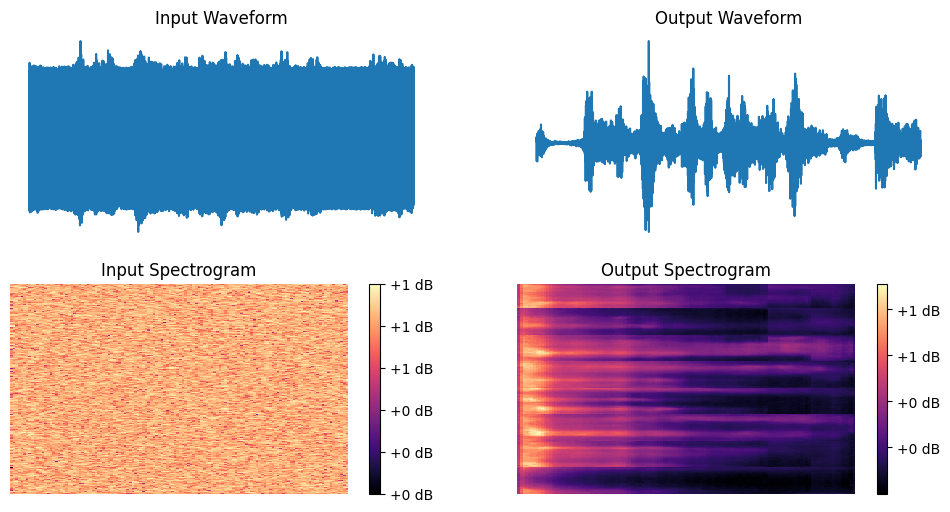 Input Waveform
Output Waveform
Input Spectrogram
Output Spectrogram
+1 dB
+1 dB
+1 dB
+0 dB
+0 dB
+0 dB
+1 dB
+1 dB
+0 dB
+0 dB